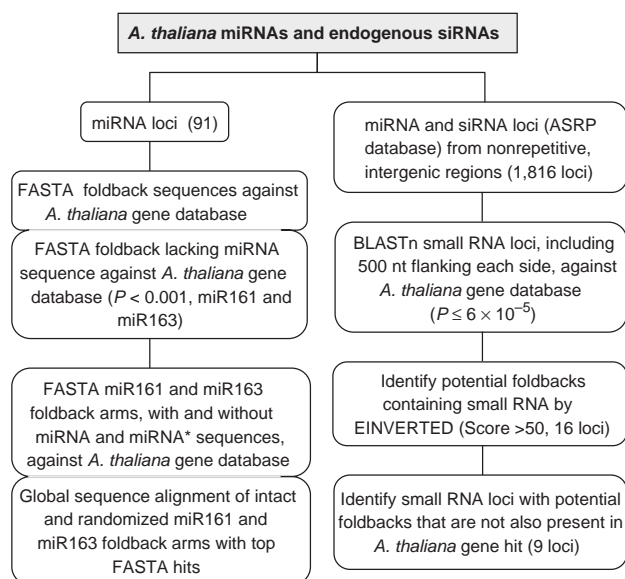 A. thaliana miRNAs and endogenous siRNAs
miRNA loci (91)
FASTA foldback sequences against
A. thaliana gene database
FASTA foldback lacking miRNA
sequence against A. thaliana gene
database (P < 0.001, miR161 and
miR163)
FASTA miR161 and miR163
foldback arms, with and without
miRNA and miRNA* sequences,
against A. thaliana gene database
Global sequence alignment of intact
and randomized miR161 and
miR163 foldback arms with top
FASTA hits
miRNA and siRNA loci (ASRP
database) from nonrepetitive,
intergenic regions (1,816 loci)
BLASTn small RNA loci, including
500 nt flanking each side, against
A. thaliana gene database
(P ≤ 6 × 10⁻⁵)
Identify potential foldbacks
containing small RNA by
EINVERTED (Score >50, 16 loci)
Identify small RNA loci with potential
foldbacks that are not also present in
A. thaliana gene hit (9 loci)